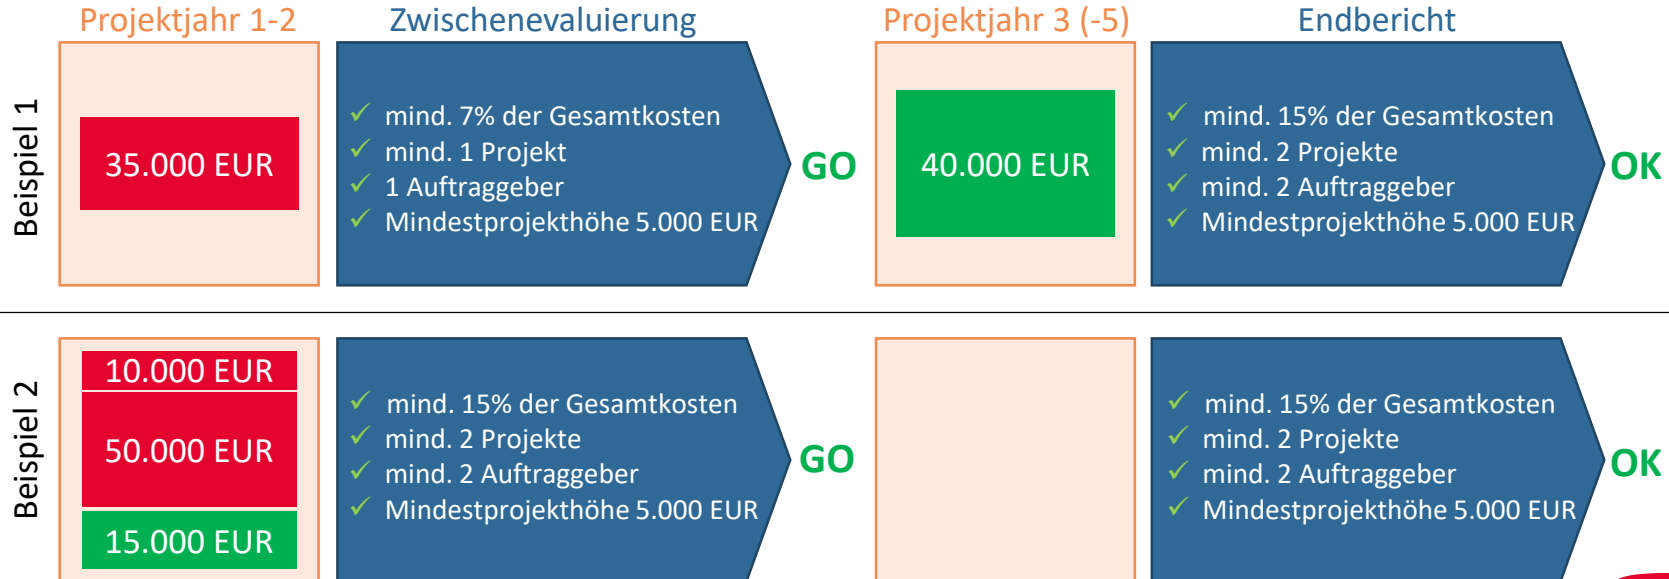 Projektjahr 1-2
Zwischenevaluierung
Projektjahr 3 (-5)
Endbericht
Beispiel 1
35.000 EUR
✓ mind. 7% der Gesamtkosten
✓ mind. 1 Projekt
✓ 1 Auftraggeber
✓ Mindestprojekthöhe 5.000 EUR
GO
40.000 EUR
✓ mind. 15% der Gesamtkosten
✓ mind. 2 Projekte
✓ mind. 2 Auftraggeber
✓ Mindestprojekthöhe 5.000 EUR
OK
Beispiel 2
10.000 EUR
50.000 EUR
15.000 EUR
✓ mind. 15% der Gesamtkosten
✓ mind. 2 Projekte
✓ mind. 2 Auftraggeber
✓ Mindestprojekthöhe 5.000 EUR
GO
✓ mind. 15% der Gesamtkosten
✓ mind. 2 Projekte
✓ mind. 2 Auftraggeber
✓ Mindestprojekthöhe 5.000 EUR
OK